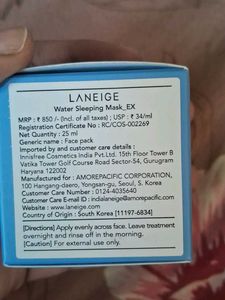 LANEIGE
Water Sleeping Mask_EX
MRP : ₹ 850 /- (Incl. of all taxes) ; USP : ₹ 34/ml
Registration Certificate No : RC/COS-002269
Net Quantity : 25 ml
Generic name : Face pack
Imported by and customer care details :
Innisfree Cosmetics India Pvt.Ltd. 15th Floor Tower B
Vatika Tower Golf Course Road Sector-54, Gurugram
Haryana 122002
Manufactured for : AMOREPACIFIC CORPORATION,
100 Hangang-daero, Yongsan-gu, Seoul, S. Korea
Customer Care Number : 0124-4035640
Customer Care E-mail ID : indialaneige@amorepacific.com
Website : www.laneige.com
Country of Origin : South Korea [11197-6834]
[Directions] Apply evenly across face. Leave treatment
overnight and rinse off in the morning.
[Caution] For external use only.